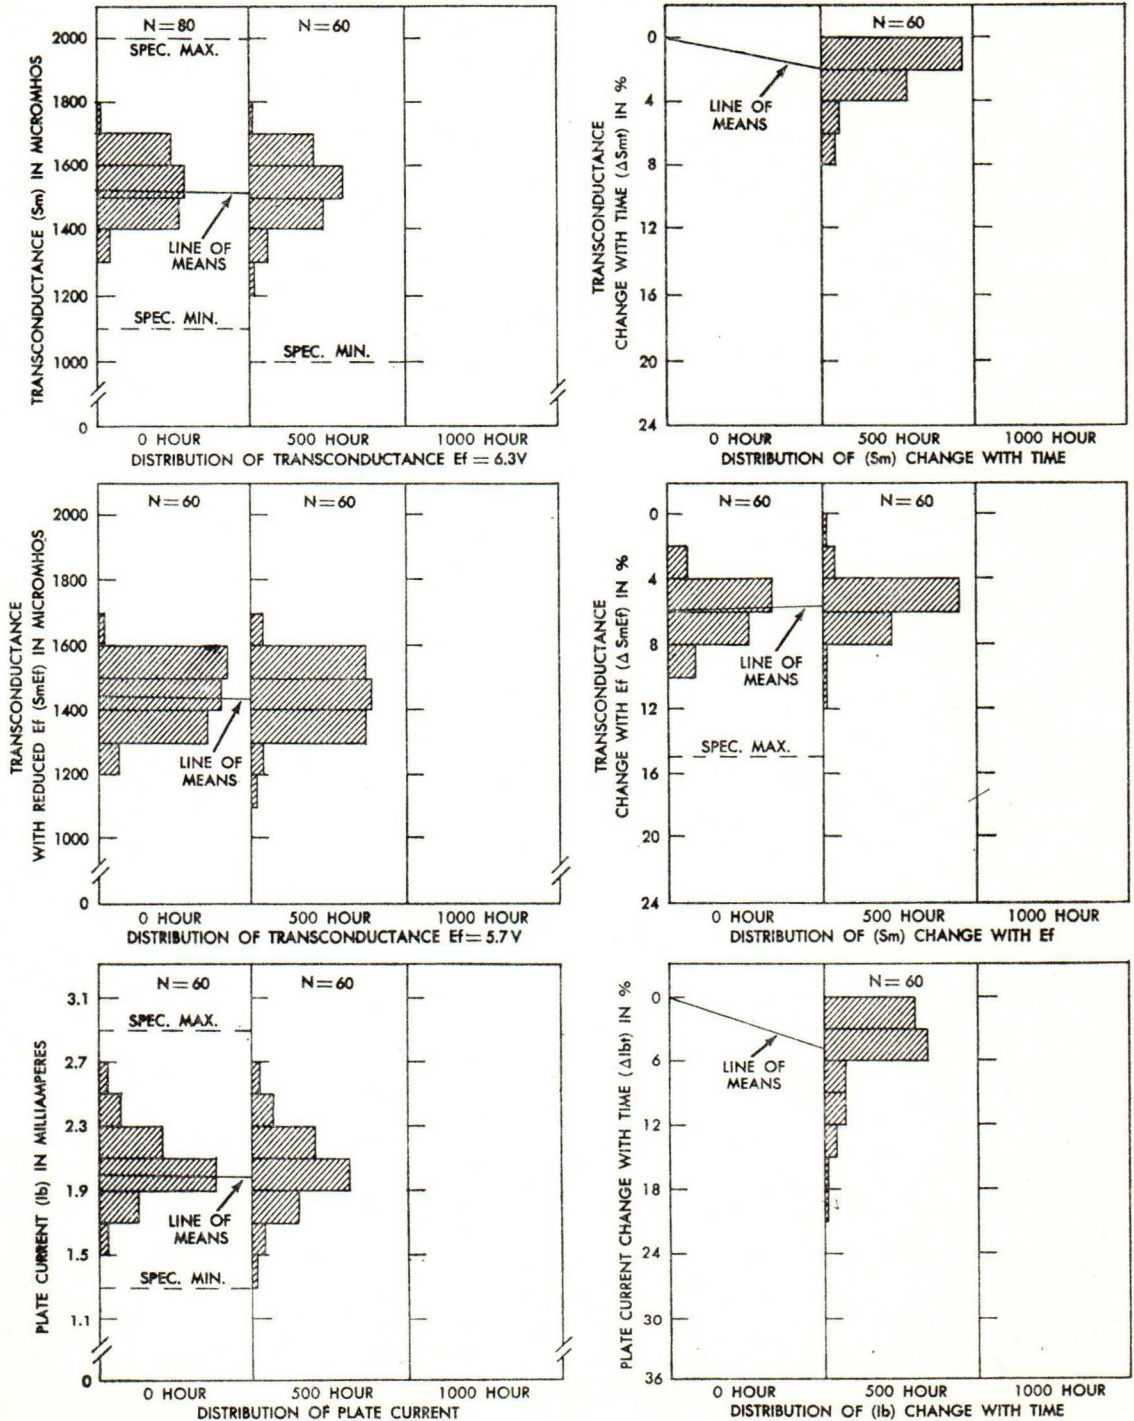 TRANSCONDUCTANCE (Sm) IN MICROMHOS
2000
1800
1600
1400
1200
1000
0
N=80
N=60
SPEC. MAX.
LINE OF
MEANS
SPEC. MIN.
SPEC. MIN.
0 HOUR
500 HOUR
1000 HOUR
DISTRIBUTION OF TRANSCONDUCTANCE Ef = 6.3V
TRANSCONDUCTANCE
CHANGE WITH TIME (ΔSmt) IN %
0
4
8
12
16
20
24
N=60
LINE OF
MEANS
0 HOUR
500 HOUR
1000 HOUR
DISTRIBUTION OF (Sm) CHANGE WITH TIME
TRANSCONDUCTANCE
WITH REDUCED Ef (SmEf) IN MICROMHOS
2000
1800
1600
1400
1200
1000
0
N=60
N=60
LINE OF
MEANS
0 HOUR
500 HOUR
1000 HOUR
DISTRIBUTION OF TRANSCONDUCTANCE Ef = 5.7V
TRANSCONDUCTANCE
CHANGE WITH Ef (Δ SmEf) IN %
0
4
8
12
16
20
24
N=60
N=60
LINE OF
MEANS
SPEC. MAX.
0 HOUR
500 HOUR
1000 HOUR
DISTRIBUTION OF (Sm) CHANGE WITH Ef
PLATE CURRENT (Ib) IN MILLIAMPERES
3.1
2.7
2.3
1.9
1.5
1.1
0
N=60
N=60
SPEC. MAX.
LINE OF
MEANS
SPEC. MIN.
0 HOUR
500 HOUR
1000 HOUR
DISTRIBUTION OF PLATE CURRENT
PLATE CURRENT CHANGE WITH TIME (ΔIbt) IN %
0
6
12
18
24
30
36
N=60
LINE OF
MEANS
0 HOUR
500 HOUR
1000 HOUR
DISTRIBUTION OF (Ib) CHANGE WITH TIME